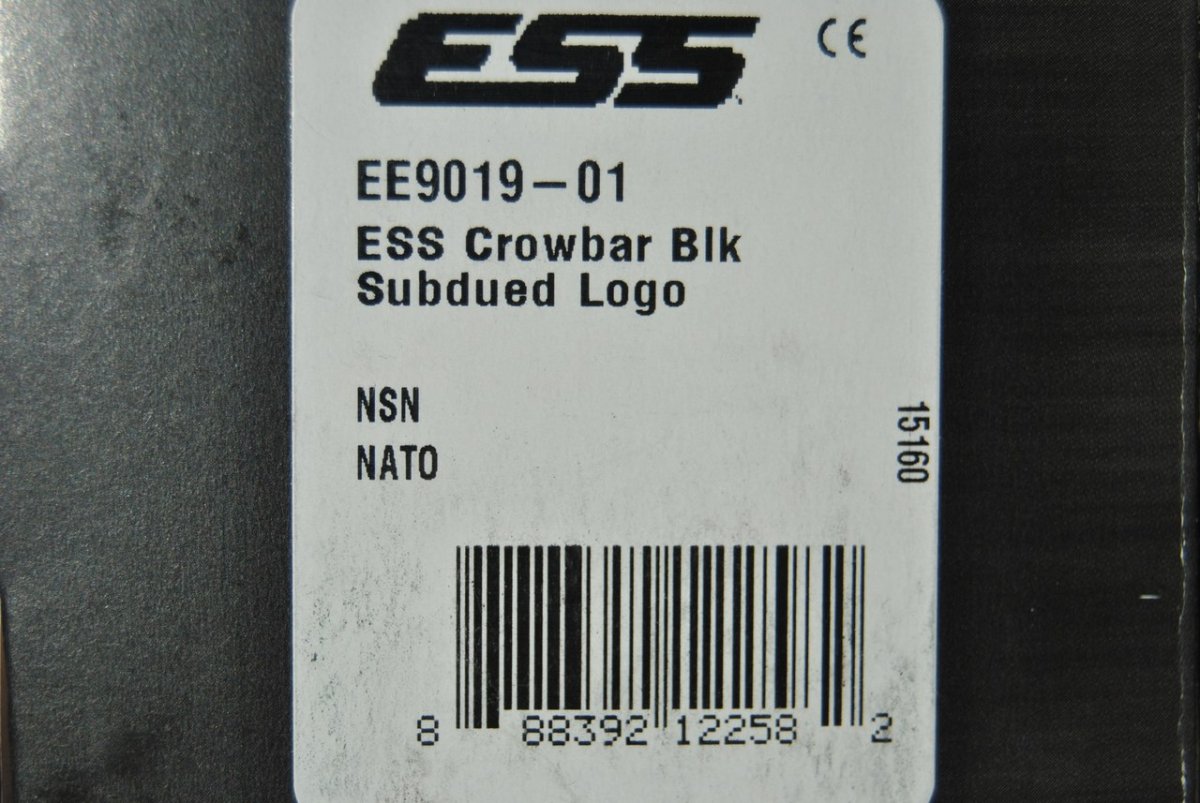 ESS CE
EE9019-01
ESS Crowbar Blk
Subdued Logo
NSN
NATO
15160
8 88392 12258 2